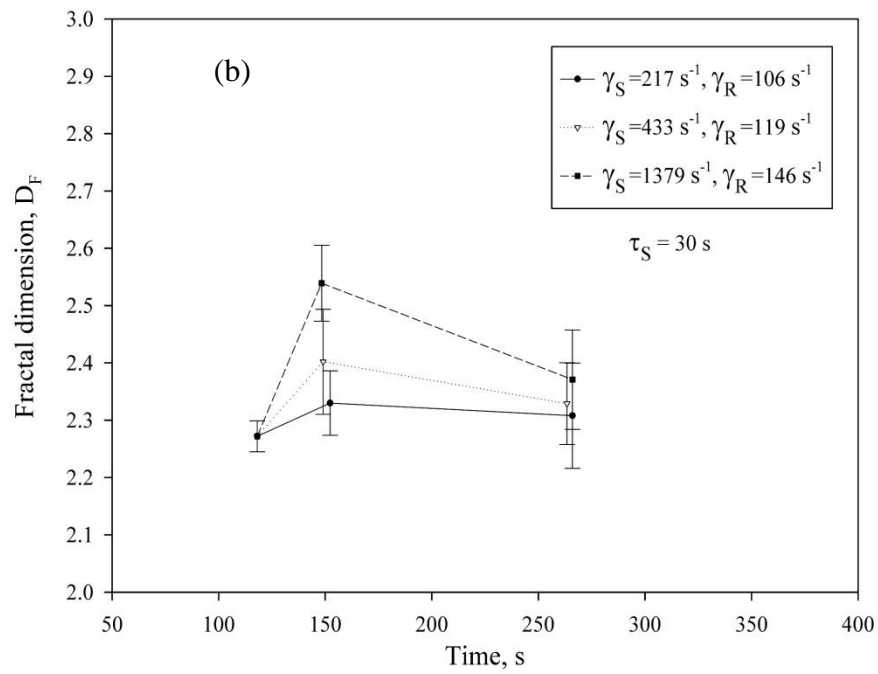 (b)
γS =217 s-1, γR =106 s-1
γS =433 s-1, γR =119 s-1
γS =1379 s-1, γR =146 s-1
τS = 30 s
Fractal dimension, DF
3.0
2.9
2.8
2.7
2.6
2.5
2.4
2.3
2.2
2.1
2.0
50 100 150 200 250 300 350 400
Time, s